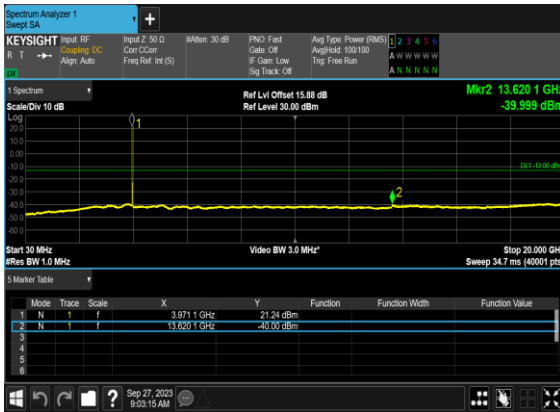 Spectrum Analyzer 1
Swept SA
+
KEYSIGHT
R T
LNI
Input: RF
Coupling: DC
Align: Auto
Input Z: 50 Ω
Corr CCorr
Freq Ref: Int (S)
#Atten: 30 dB
PNO: Fast
Gate: Off
IF Gain: Low
Sig Track: Off
Avg Type: Power (RMS)
Avg|Hold: 100/100
Trig: Free Run
1 2 3 4 5 6
A W W W W W
A N N N N N
1 Spectrum
Scale/Div 10 dB
Ref Lvl Offset 15.88 dB
Ref Level 30.00 dBm
Mkr2 13.620 1 GHz
-39.999 dBm
Log
20.0
10.0
0.00
-10.0
-20.0
-30.0
-40.0
-50.0
-60.0
1
2
DL1 -13.00 dBm
Start 30 MHz
#Res BW 1.0 MHz
Video BW 3.0 MHz*
Stop 20.000 GHz
Sweep 34.7 ms (40001 pts)
5 Marker Table
Mode Trace Scale X Y Function Function Width Function Value
1 N 1 f 3.971 1 GHz 21.24 dBm
2 N 1 f 13.620 1 GHz -40.00 dBm
3
4
5
6
?
Sep 27, 2023
9:03:15 AM